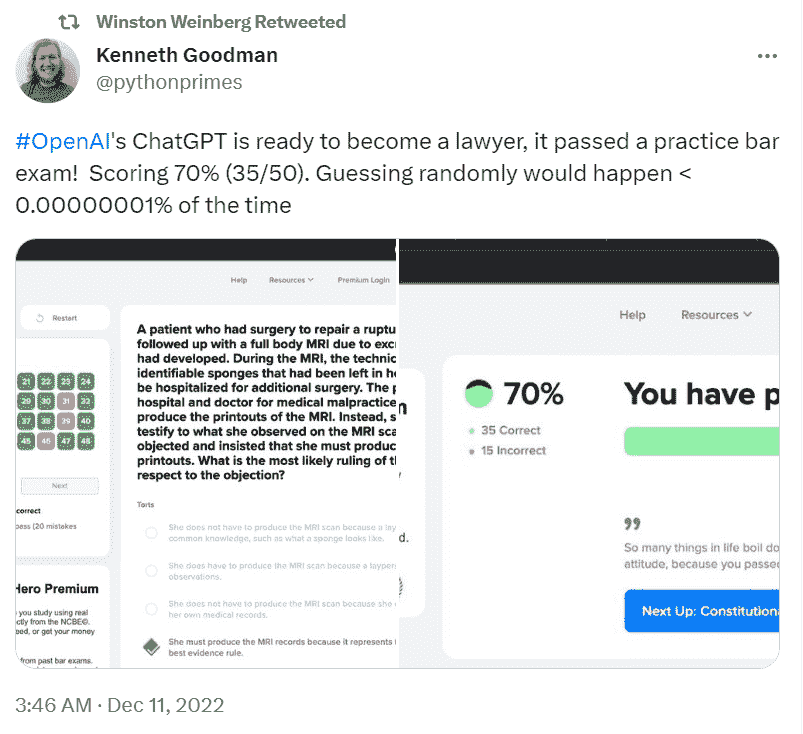 Winston Weinberg Retweeted
Kenneth Goodman
@pythonprimes
#OpenAI's ChatGPT is ready to become a lawyer, it passed a practice bar
exam! Scoring 70% (35/50). Guessing randomly would happen <
0.00000001% of the time
Help Resources Premium Login
Restart
21 22 23 24
29 30 31 32
37 38 39 40
45 46 47 48
Next
correct
pass (20 mistakes
Hero Premium
you study using real
ctly from the NCBE©.
eed, or get your money
from past bar exams.
A patient who had surgery to repair a ruptu
followed up with a full body MRI due to exc
had developed. During the MRI, the technic
identifiable sponges that had been left in h
be hospitalized for additional surgery. The p
hospital and doctor for medical malpractice
produce the printouts of the MRI. Instead, s
testify to what she observed on the MRI sca
objected and insisted that she must produc
printouts. What is the most likely ruling of t
respect to the objection?
Torts
She does not have to produce the MRI scan because a lay
common knowledge, such as what a sponge looks like.
She does have to produce the MRI scan because a layper
observations.
She does not have to produce the MRI scan because she
her own medical records.
She must produce the MRI records because it represents
best evidence rule.
n
d.
Help Resources
70%
35 Correct
15 Incorrect
You have p
So many things in life boil do
attitude, because you passe
Next Up: Constitution
3:46 AM · Dec 11, 2022